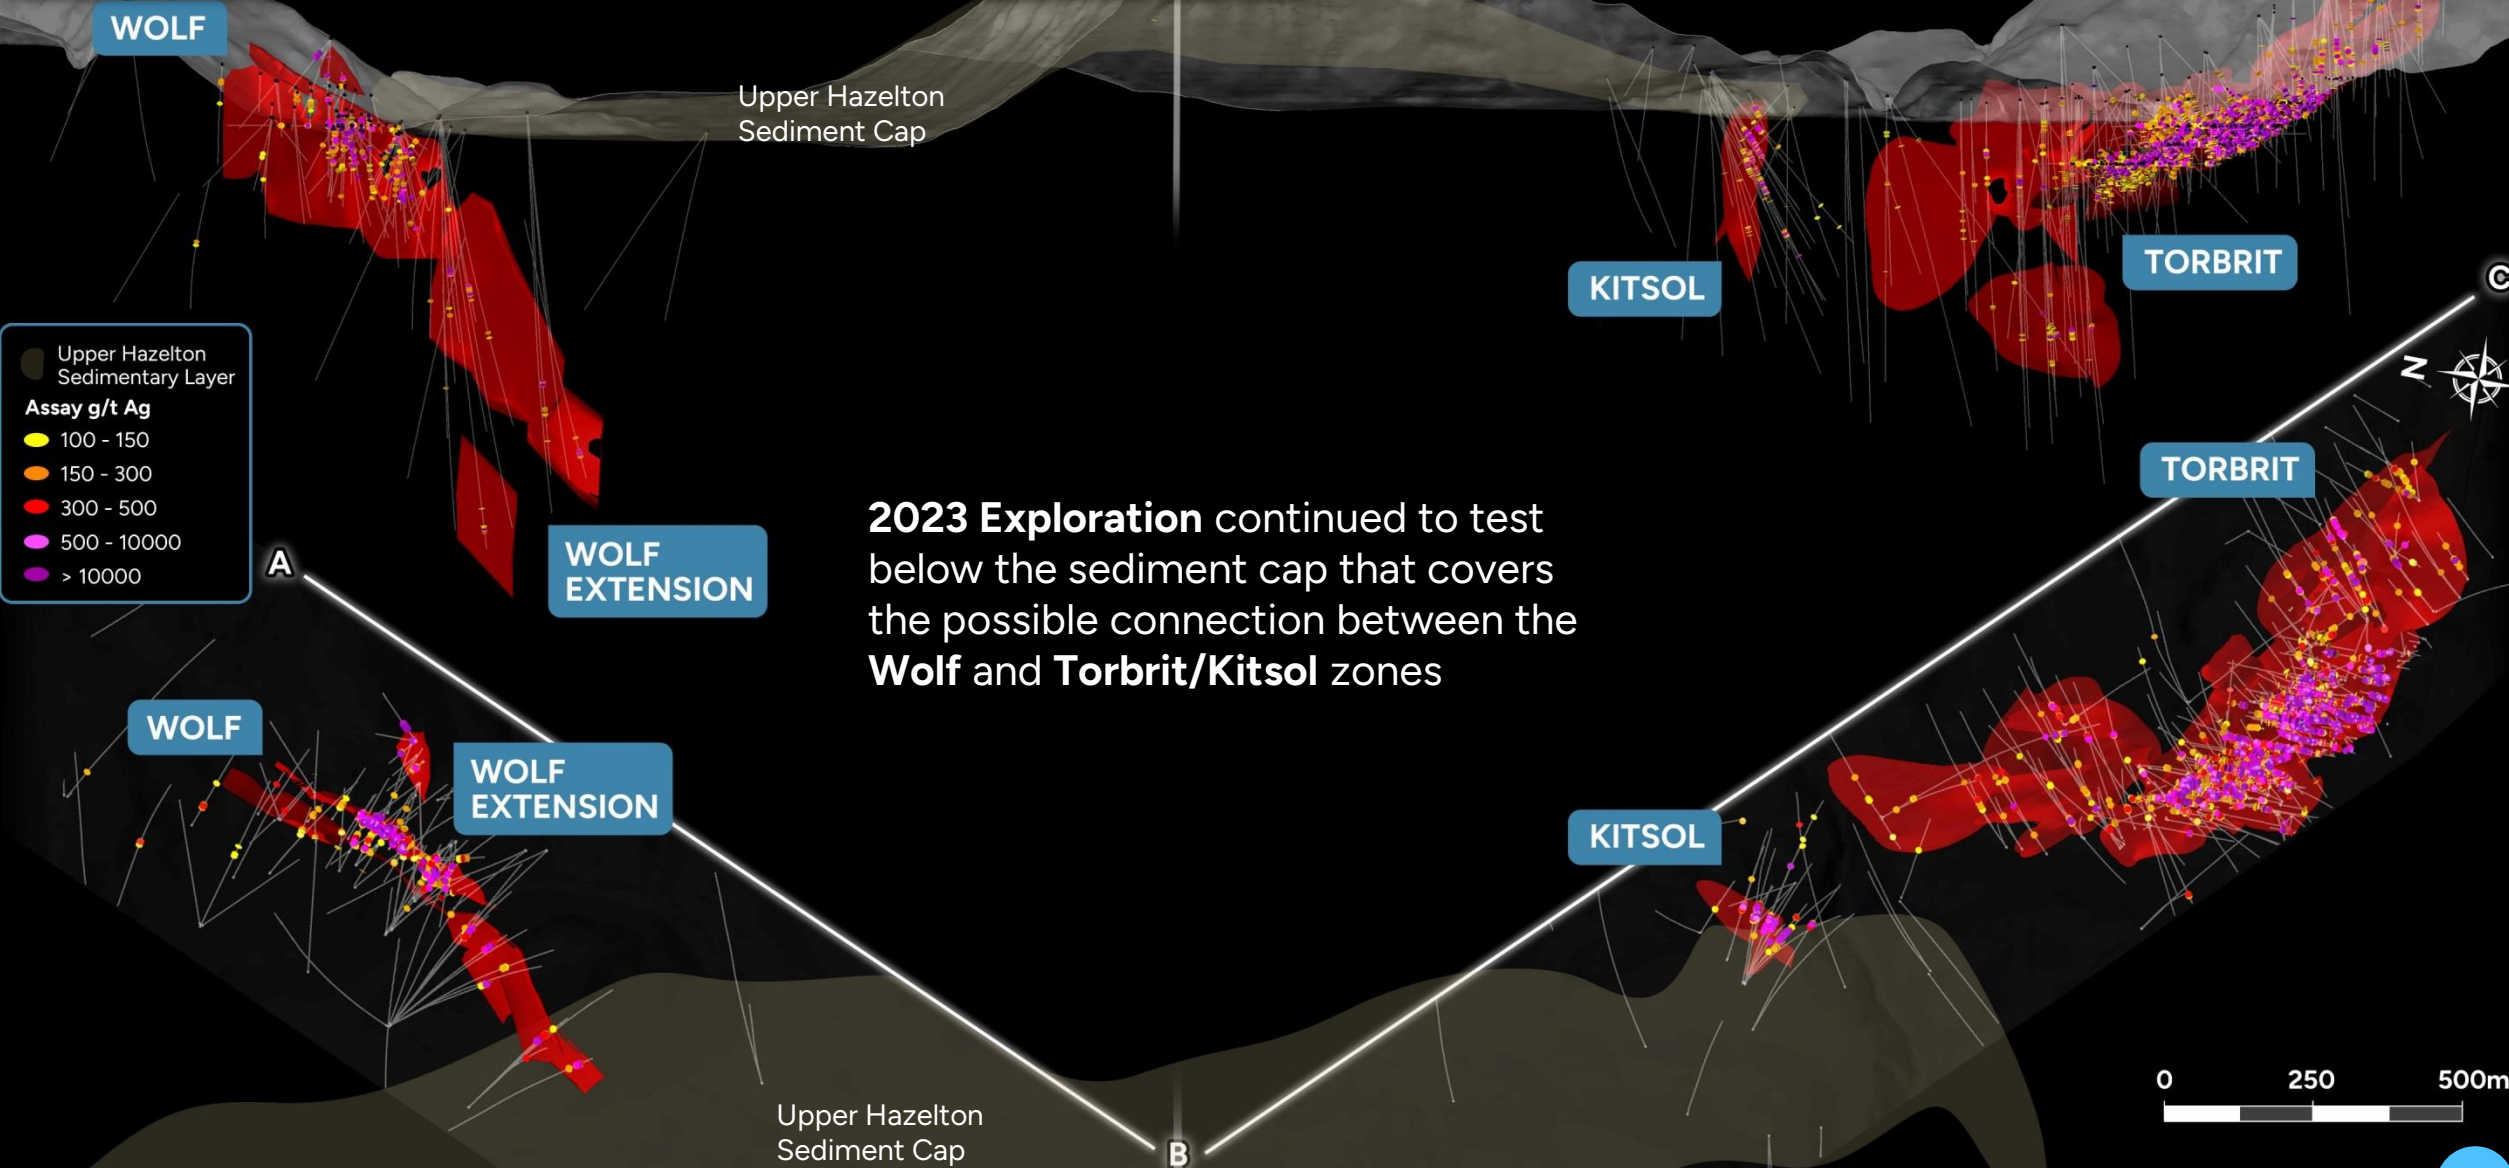 WOLF
Upper Hazelton
Sediment Cap
KITSOL
TORBRIT
C
N
Upper Hazelton
Sedimentary Layer
Assay g/t Ag
100 - 150
150 - 300
300 - 500
500 - 10000
> 10000
A
WOLF
EXTENSION
2023 Exploration continued to test
below the sediment cap that covers
the possible connection between the
Wolf and Torbrit/Kitsol zones
TORBRIT
WOLF
WOLF
EXTENSION
KITSOL
0 250 500m
Upper Hazelton
Sediment Cap
B